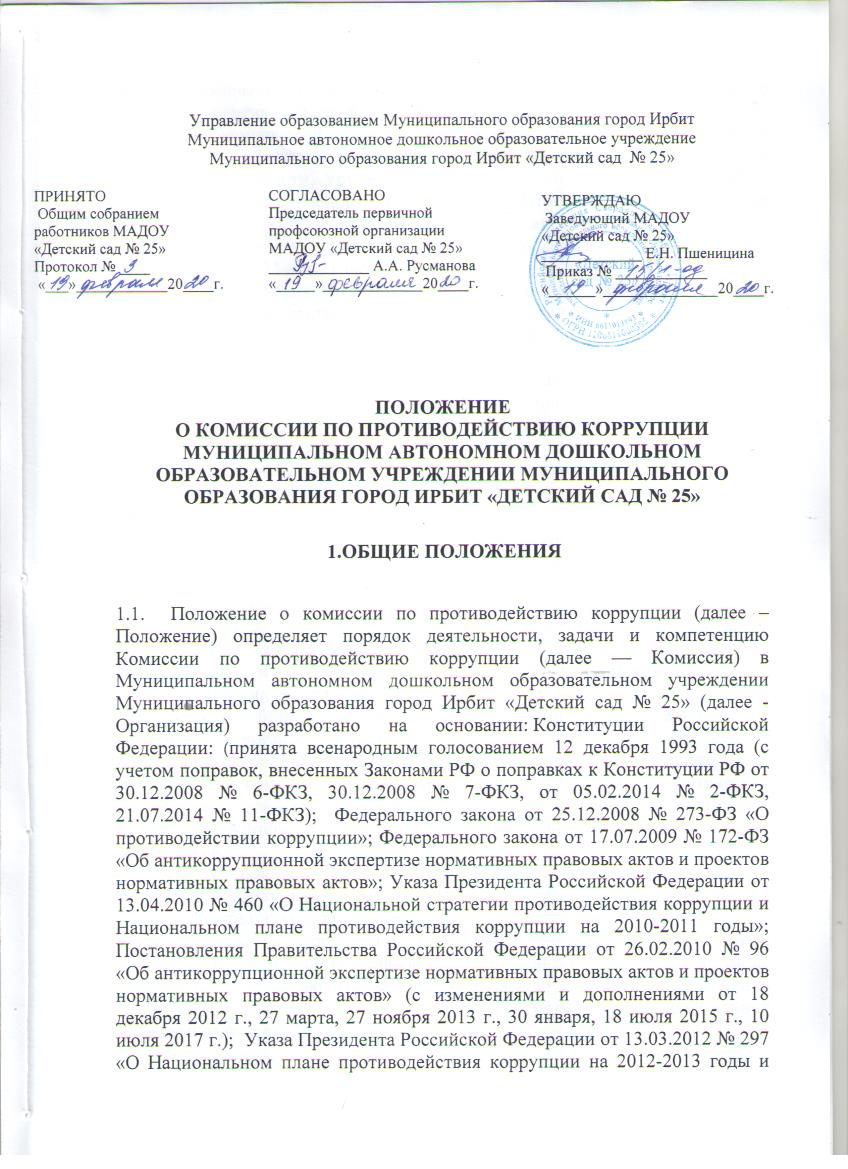 Управление образованием Муниципального образования город Ирбит
Муниципальное автономное дошкольное образовательное учреждение
Муниципального образования город Ирбит «Детский сад № 25»
ПРИНЯТО
Общим собранием
работников МАДОУ
«Детский сад № 25»
Протокол № 3
«19» февраля 2020 г.
СОГЛАСОВАНО
Председатель первичной
профсоюзной организации
МАДОУ «Детский сад № 25»
А.А. Русманова
« 19 » февраля 2020 г.
УТВЕРЖДАЮ
Заведующий МАДОУ
«Детский сад № 25»
Е.Н. Пшеницина
Приказ № 15/1-од
« 19 » февраля 2020 г.
ПОЛОЖЕНИЕ
О КОМИССИИ ПО ПРОТИВОДЕЙСТВИЮ КОРРУПЦИИ
МУНИЦИПАЛЬНОМ АВТОНОМНОМ ДОШКОЛЬНОМ
ОБРАЗОВАТЕЛЬНОМ УЧРЕЖДЕНИИ МУНИЦИПАЛЬНОГО
ОБРАЗОВАНИЯ ГОРОД ИРБИТ «ДЕТСКИЙ САД № 25»
1.ОБЩИЕ ПОЛОЖЕНИЯ
1.1. Положение о комиссии по противодействию коррупции (далее –
Положение) определяет порядок деятельности, задачи и компетенцию
Комиссии по противодействию коррупции (далее — Комиссия) в
Муниципальном автономном дошкольном образовательном учреждении
Муниципального образования город Ирбит «Детский сад № 25» (далее -
Организация) разработано на основании: Конституции Российской
Федерации: (принята всенародным голосованием 12 декабря 1993 года (с
учетом поправок, внесенных Законами РФ о поправках к Конституции РФ от
30.12.2008 № 6-ФКЗ, 30.12.2008 № 7-ФКЗ, от 05.02.2014 № 2-ФКЗ,
21.07.2014 № 11-ФКЗ); Федерального закона от 25.12.2008 № 273-ФЗ «О
противодействии коррупции»; Федерального закона от 17.07.2009 № 172-ФЗ
«Об антикоррупционной экспертизе нормативных правовых актов и проектов
нормативных правовых актов»; Указа Президента Российской Федерации от
13.04.2010 № 460 «О Национальной стратегии противодействия коррупции и
Национальном плане противодействия коррупции на 2010-2011 годы»;
Постановления Правительства Российской Федерации от 26.02.2010 № 96
«Об антикоррупционной экспертизе нормативных правовых актов и проектов
нормативных правовых актов» (с изменениями и дополнениями от 18
декабря 2012 г., 27 марта, 27 ноября 2013 г., 30 января, 18 июля 2015 г., 10
июля 2017 г.); Указа Президента Российской Федерации от 13.03.2012 № 297
«О Национальном плане противодействия коррупции на 2012-2013 годы и